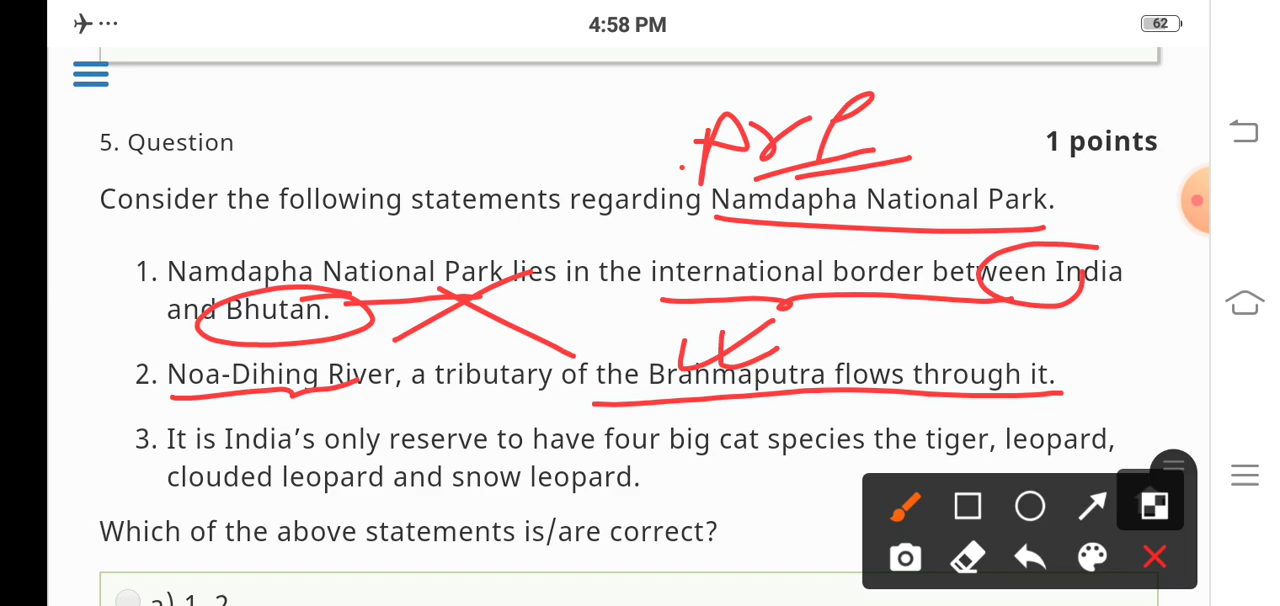 4:58 PM
62
5. Question
1 points
Consider the following statements regarding Namdapha National Park.
1. Namdapha National Park lies in the international border between India
and Bhutan.
2. Noa-Dihing River, a tributary of the Brahmaputra flows through it.
3. It is India’s only reserve to have four big cat species the tiger, leopard,
clouded leopard and snow leopard.
Which of the above statements is/are correct?
a) 1, 2